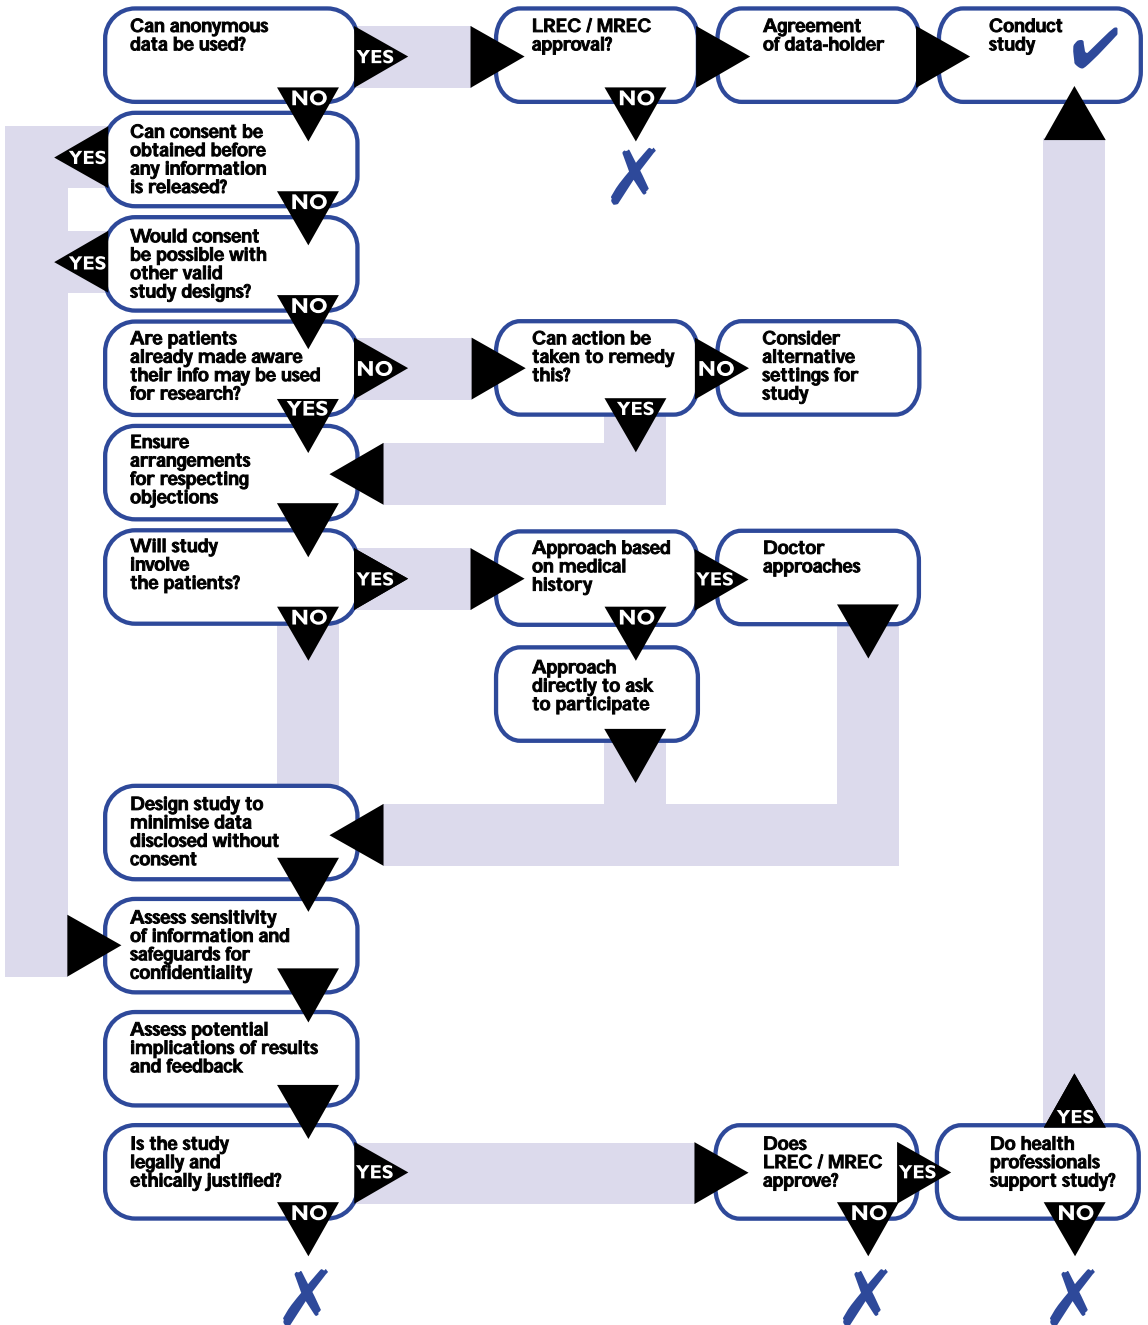 Can anonymous
data be used?
YES
NO
LREC / MREC
approval?
NO
Agreement
of data-holder
Conduct
study
Can consent be
obtained before
any information
is released?
YES
NO
Would consent
be possible with
other valid
study designs?
YES
NO
Are patients
already made aware
their info may be used
for research?
NO
YES
Can action be
taken to remedy
this?
NO
YES
Consider
alternative
settings for
study
Ensure
arrangements
for respecting
objections
Will study
involve
the patients?
YES
NO
Approach based
on medical
history
YES
NO
Doctor
approaches
Approach
directly to ask
to participate
Design study to
minimise data
disclosed without
consent
Assess sensitivity
of information and
safeguards for
confidentiality
Assess potential
implications of results
and feedback
Is the study
legally and
ethically justified?
YES
NO
Does
LREC / MREC
approve?
YES
NO
Do health
professionals
support study?
YES
NO